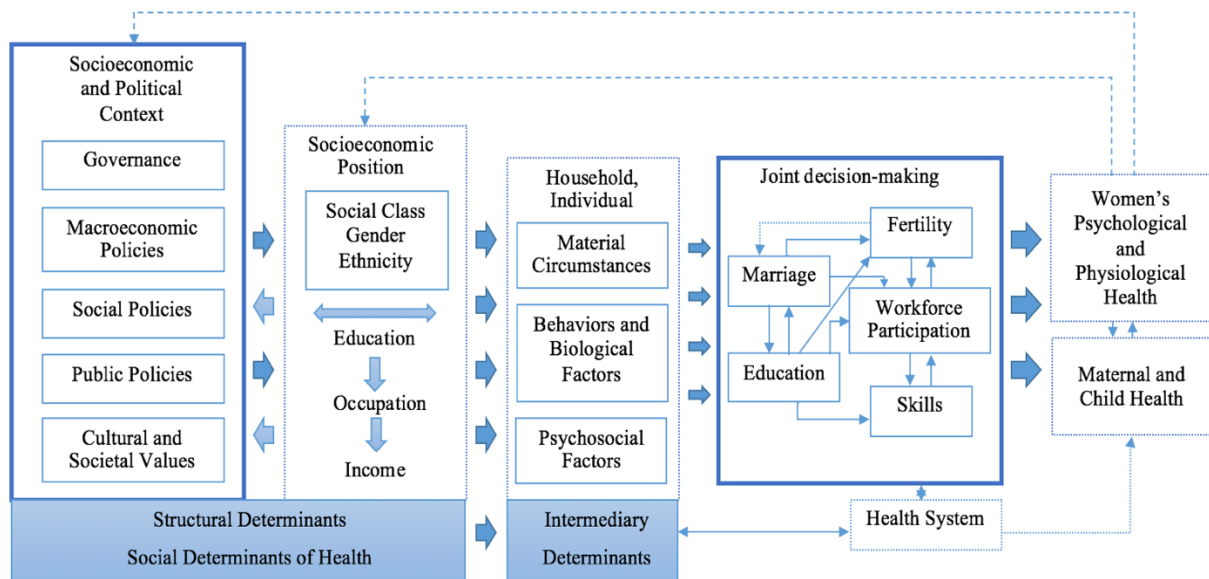 Socioeconomic
and Political
Context
Governance
Macroeconomic
Policies
Social Policies
Public Policies
Cultural and
Societal Values
Socioeconomic
Position
Social Class
Gender
Ethnicity
Education
Occupation
Income
Structural Determinants
Social Determinants of Health
Household,
Individual
Material
Circumstances
Behaviors and
Biological
Factors
Psychosocial
Factors
Intermediary
Determinants
Joint decision-making
Fertility
Marriage
Workforce
Participation
Education
Skills
Health System
Women’s
Psychological
and
Physiological
Health
Maternal and
Child Health